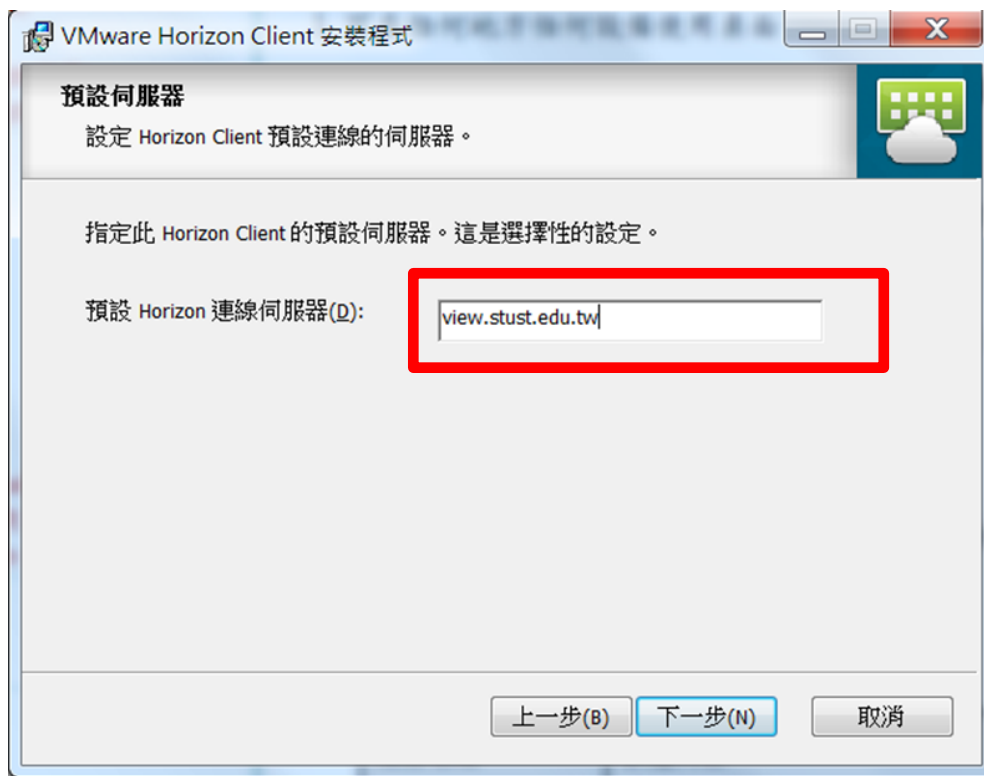 VMware Horizon Client 安裝程式
預設伺服器
設定 Horizon Client 預設連線的伺服器。
指定此 Horizon Client 的預設伺服器。這是選擇性的設定。
預設 Horizon 連線伺服器(D): view.stust.edu.tw
上一步(B) 下一步(N) 取消